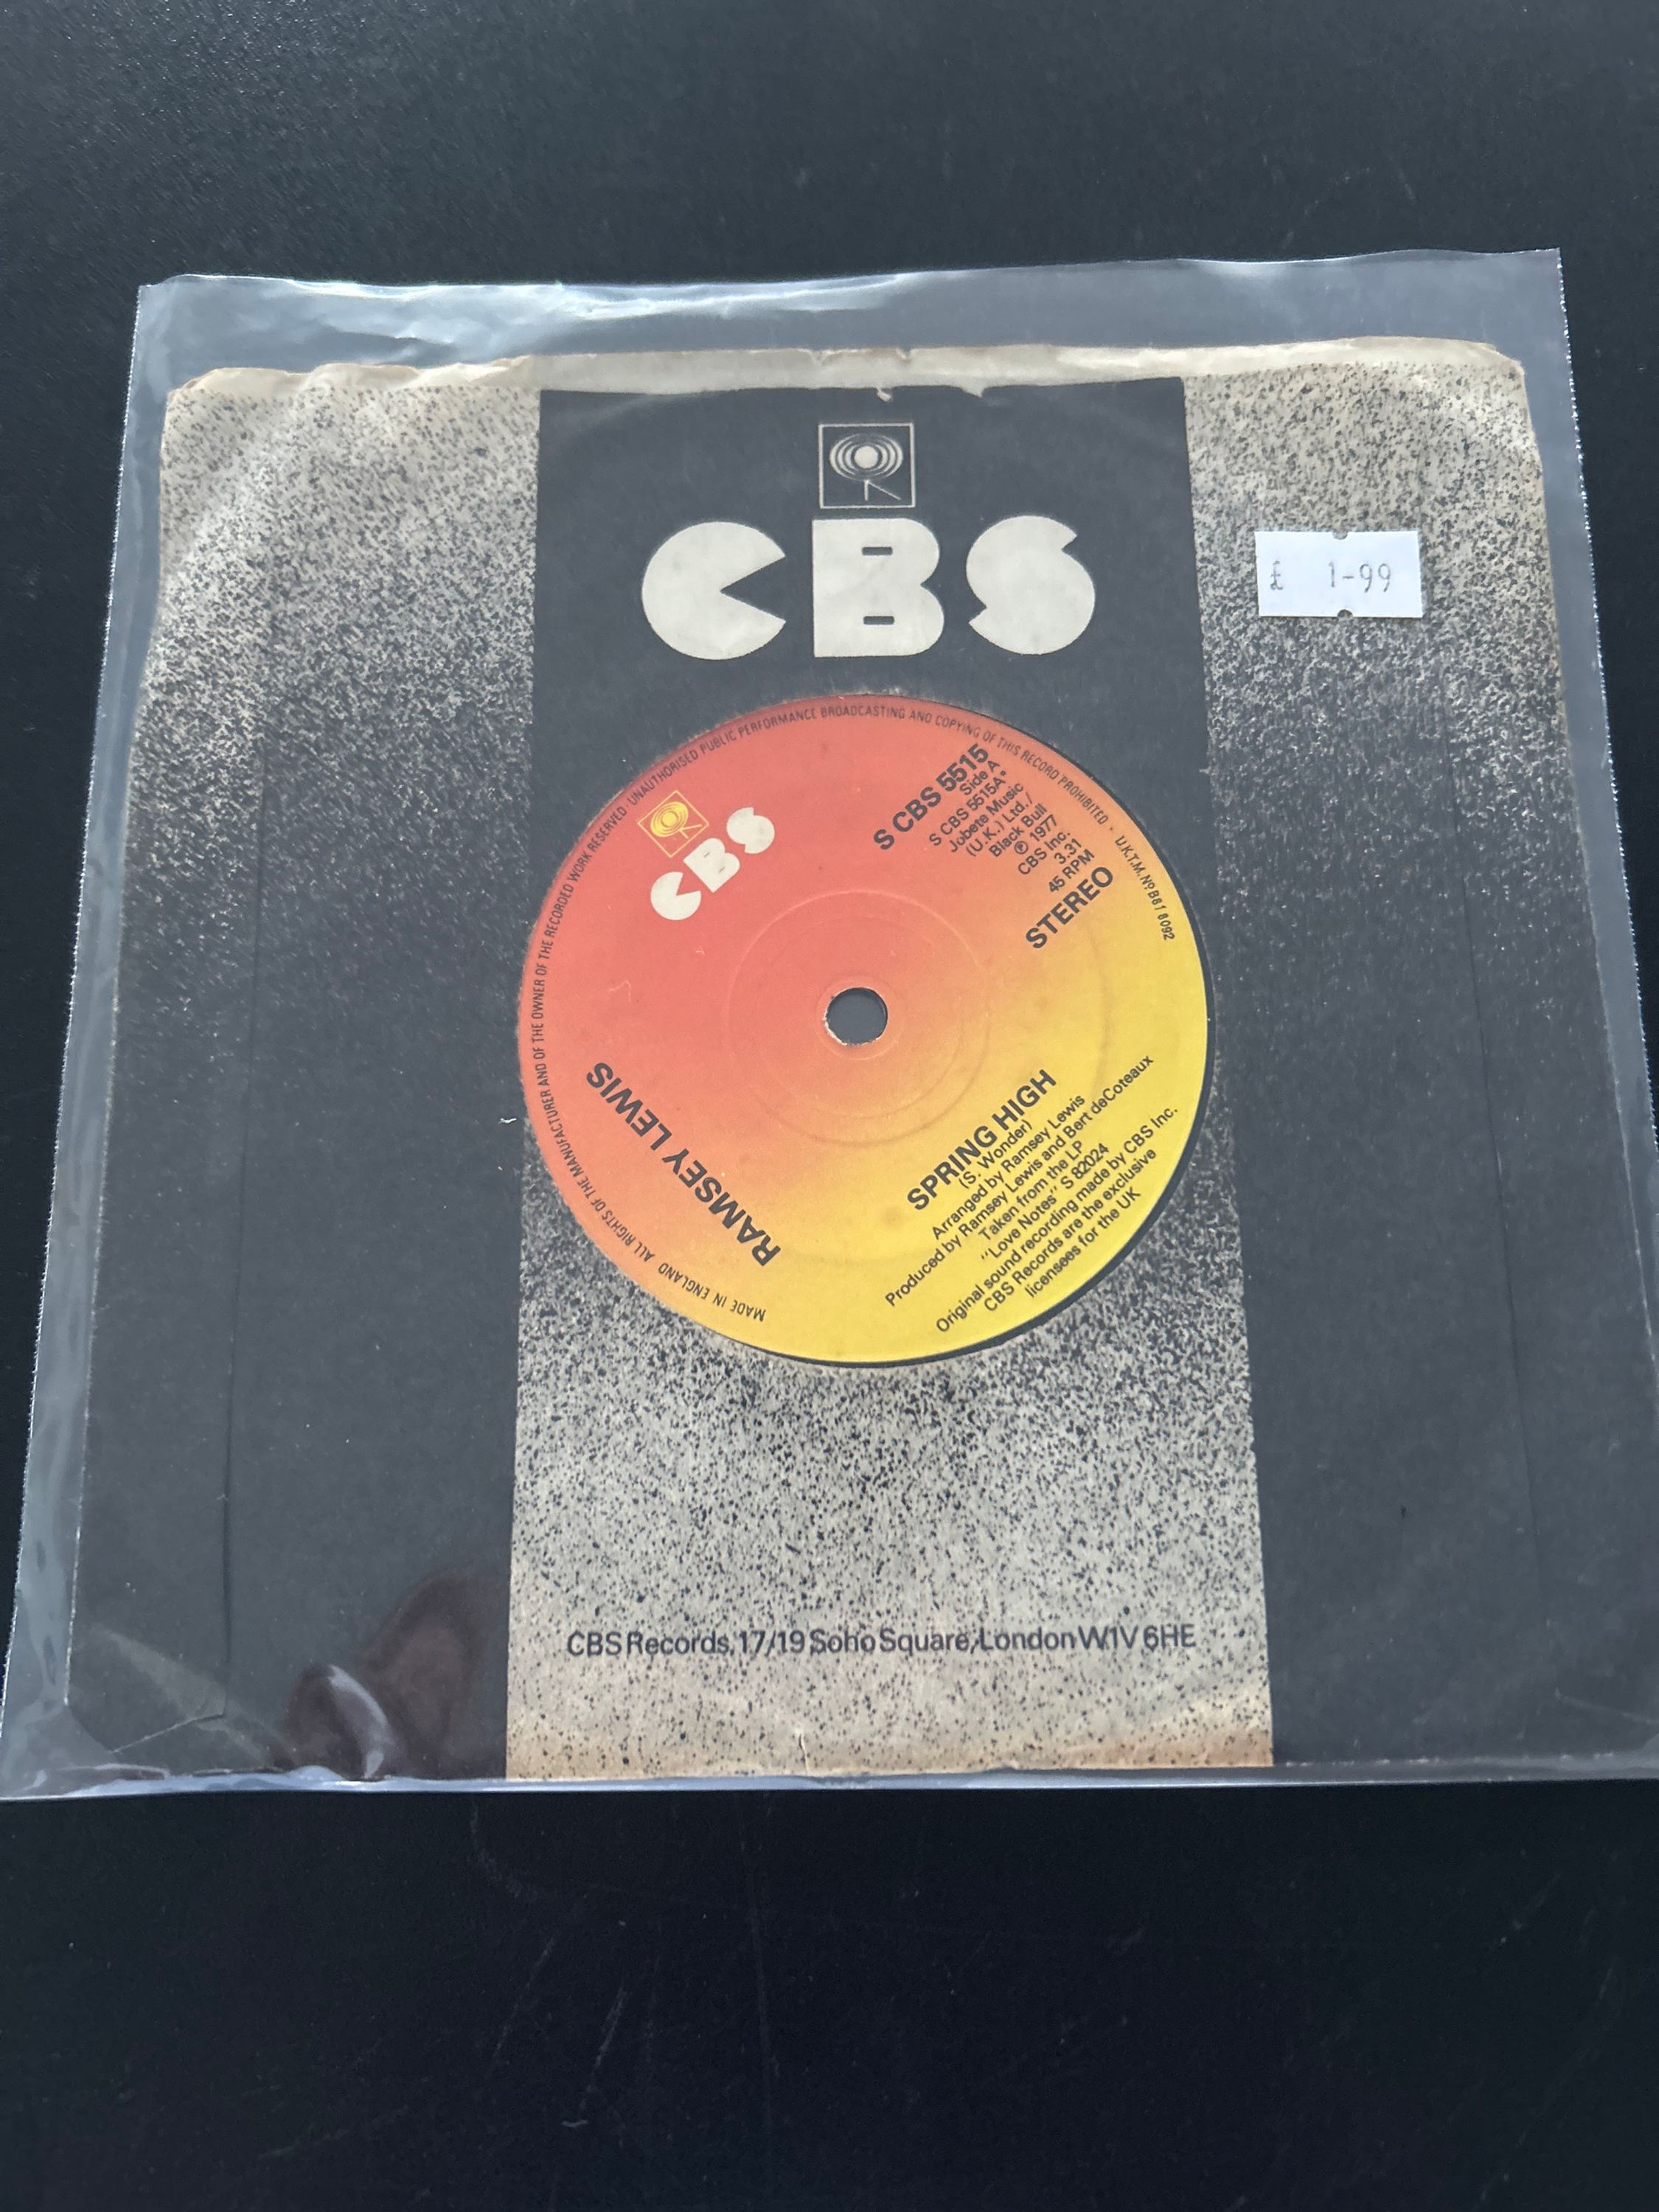 CBS
£ 1-99
UNAUTHORISED PUBLIC PERFORMANCE BROADCASTING AND COPYING OF THIS RECORD PROHIBITED · U.K.T.M. Nº B618092
MADE IN ENGLAND ALL RIGHTS OF THE MANUFACTURER AND OF THE OWNER OF THE RECORDED WORK RESERVED
CBS
S CBS 5515
Side A
S CBS 5515A*
Jobete Music
(U.K.) Ltd./
Black Bull
℗ 1977
CBS Inc.
3.31
45 RPM
STEREO
RAMSEY LEWIS
SPRING HIGH
(S. Wonder)
Arranged by Ramsey Lewis
Produced by Ramsey Lewis and Bert deCoteaux
Taken from the LP
"Love Notes" S 82024
Original sound recording made by CBS Inc.
CBS Records are the exclusive
licensees for the UK
CBS Records, 17/19 Soho Square, London W1V 6HE